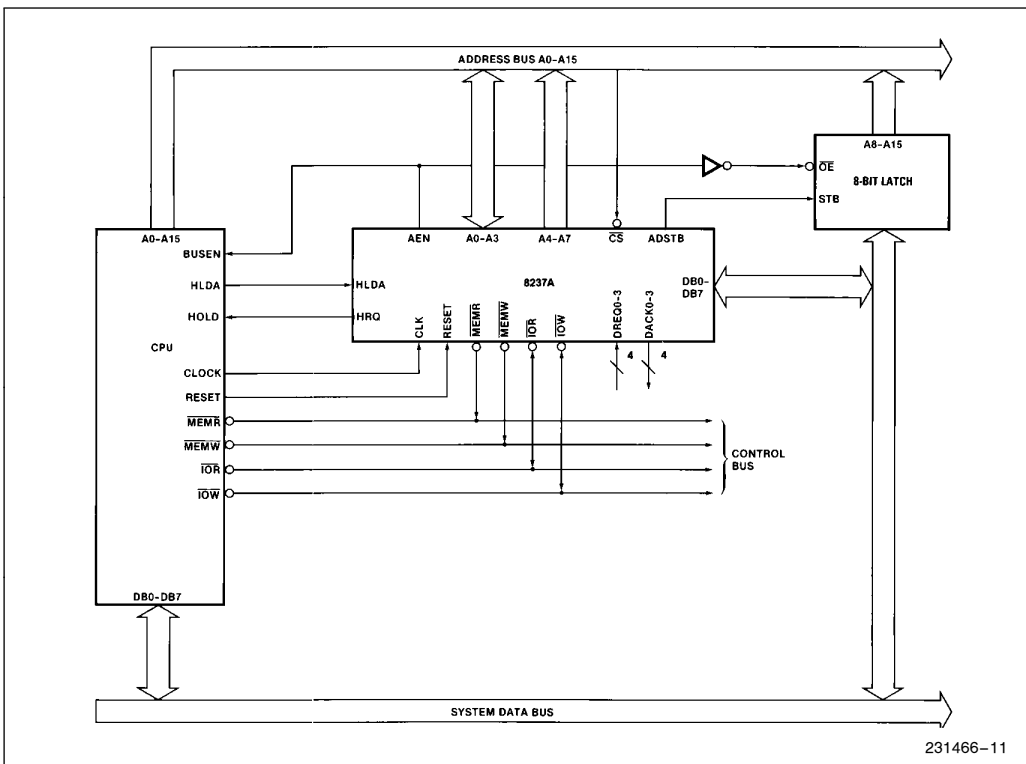 ADDRESS BUS A0–A15
A8–A15
OE
8-BIT LATCH
STB
A0–A15
BUSEN
HLDA
HOLD
CPU
CLOCK
RESET
MEMR
MEMW
IOR
IOW
DB0–DB7
AEN
A0–A3
A4–A7
CS
ADSTB
8237A
HLDA
HRQ
DB0–
DB7
CLK
RESET
MEMR
MEMW
IOR
IOW
DREQ0-3
DACK0-3
4
4
CONTROL
BUS
SYSTEM DATA BUS
231466–11